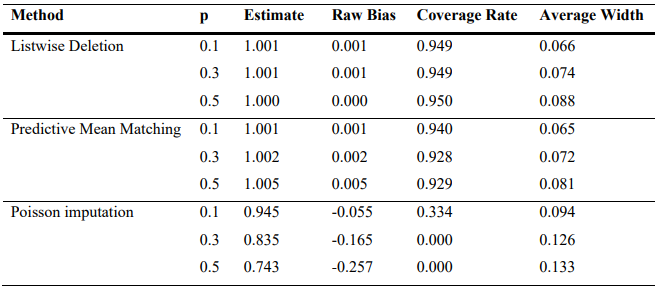 Method p Estimate Raw Bias Coverage Rate Average Width
Listwise Deletion 0.1 1.001 0.001 0.949 0.066
0.3 1.001 0.001 0.949 0.074
0.5 1.000 0.000 0.950 0.088
Predictive Mean Matching 0.1 1.001 0.001 0.940 0.065
0.3 1.002 0.002 0.928 0.072
0.5 1.005 0.005 0.929 0.081
Poisson imputation 0.1 0.945 -0.055 0.334 0.094
0.3 0.835 -0.165 0.000 0.126
0.5 0.743 -0.257 0.000 0.133